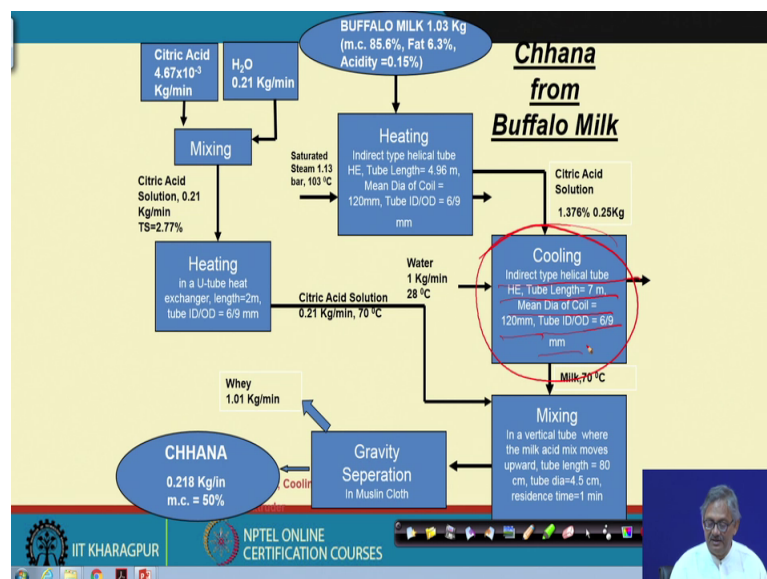 BUFFALO MILK 1.03 Kg
(m.c. 85.6%, Fat 6.3%,
Acidity =0.15%)
Chhana
from
Buffalo Milk
Citric Acid
4.67x10-3
Kg/min
H2O
0.21 Kg/min
Mixing
Heating
Indirect type helical tube
HE, Tube Length= 4.96 m,
Mean Dia of Coil =
120mm, Tube ID/OD = 6/9
mm
Saturated
Steam 1.13
bar, 103 0C
Citric Acid
Solution
1.376% 0.25Kg
Citric Acid
Solution, 0.21
Kg/min
TS=2.77%
Heating
in a U-tube heat
exchanger, length=2m,
tube ID/OD = 6/9 mm
Water
1 Kg/min
28 0C
Cooling
Indirect type helical tube
HE, Tube Length= 7 m,
Mean Dia of Coil =
120mm, Tube ID/OD = 6/9
mm
Citric Acid Solution
0.21 Kg/min, 70 0C
Milk,70 0C
Whey
1.01 Kg/min
Mixing
In a vertical tube where
the milk acid mix moves
upward, tube length = 80
cm, tube dia=4.5 cm,
residence time=1 min
CHHANA
0.218 Kg/in
m.c. = 50%
Gravity
Seperation
In Muslin Cloth
IIT KHARAGPUR
NPTEL ONLINE
CERTIFICATION COURSES